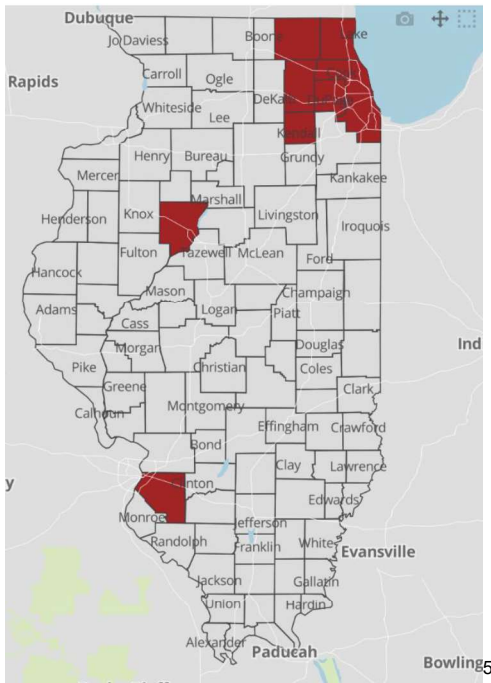 Dubuque
Jo Daviess
Boone
Lake
Rapids
Carroll
Ogle
Whiteside
DeKalb
DuPage
Lee
Kendall
Henry
Bureau
Grundy
Mercer
Kankakee
Marshall
Henderson
Knox
Livingston
Iroquois
Fulton
Tazewell
McLean
Ford
Hancock
Mason
Champaign
Adams
Logan
Piatt
Cass
Ind
Morgan
Douglas
Pike
Christian
Coles
Greene
Clark
Calhoun
Montgomery
Effingham
Crawford
Bond
Clay
Lawrence
y
Clinton
Edwards
Monroe
Jefferson
Randolph
Franklin
White
Evansville
Jackson
Gallatin
Union
Hardin
Alexander
Paducah
Bowling
5